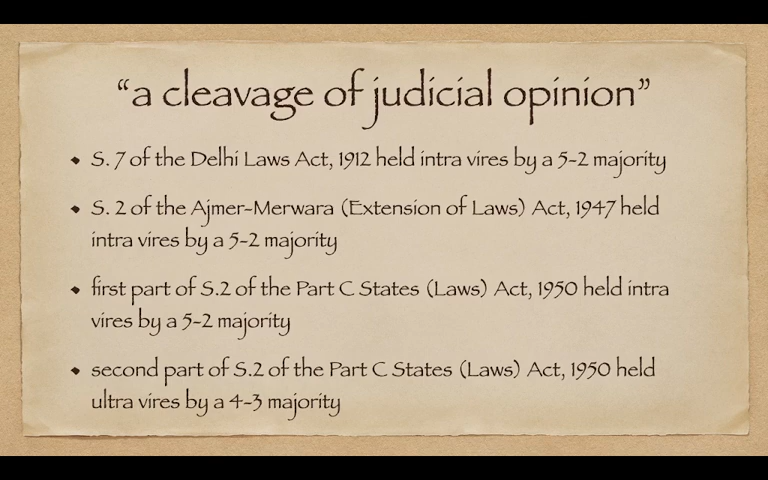 “a cleavage of judicial opinion”
S. 7 of the Delhi Laws Act, 1912 held intra vires by a 5-2 majority
S. 2 of the Ajmer-Merwara (Extension of Laws) Act, 1947 held
intra vires by a 5-2 majority
first part of S.2 of the Part C States (Laws) Act, 1950 held intra
vires by a 5-2 majority
second part of S.2 of the Part C States (Laws) Act, 1950 held
ultra vires by a 4-3 majority